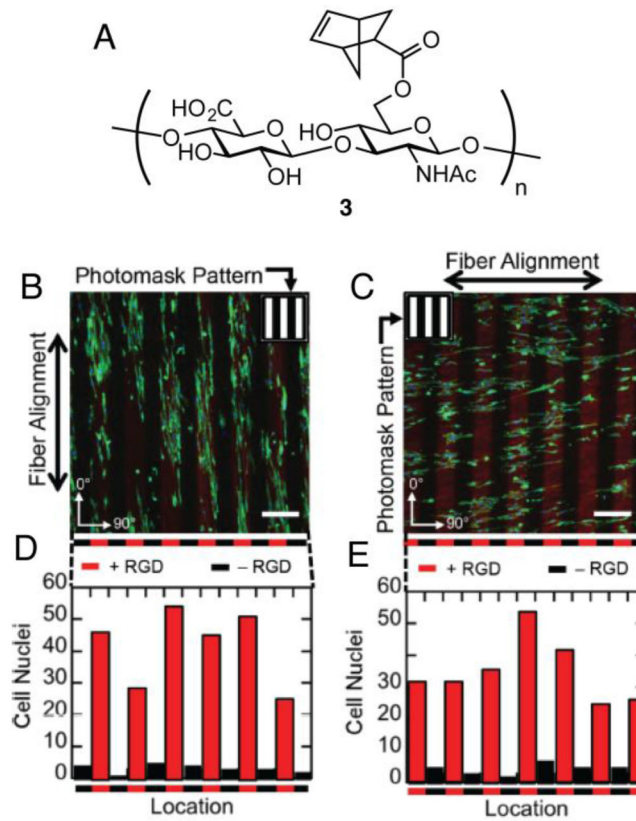 A
O
HO₂C
O
O
O
HO
O
HO
O
O
OH
NHAc
n
3
B
Photomask Pattern
Fiber Alignment
0°
90°
C
Fiber Alignment
Photomask Pattern
0°
90°
D
+ RGD
– RGD
60
50
40
30
20
10
0
Cell Nuclei
Location
E
+ RGD
– RGD
60
50
40
30
20
10
0
Cell Nuclei
Location